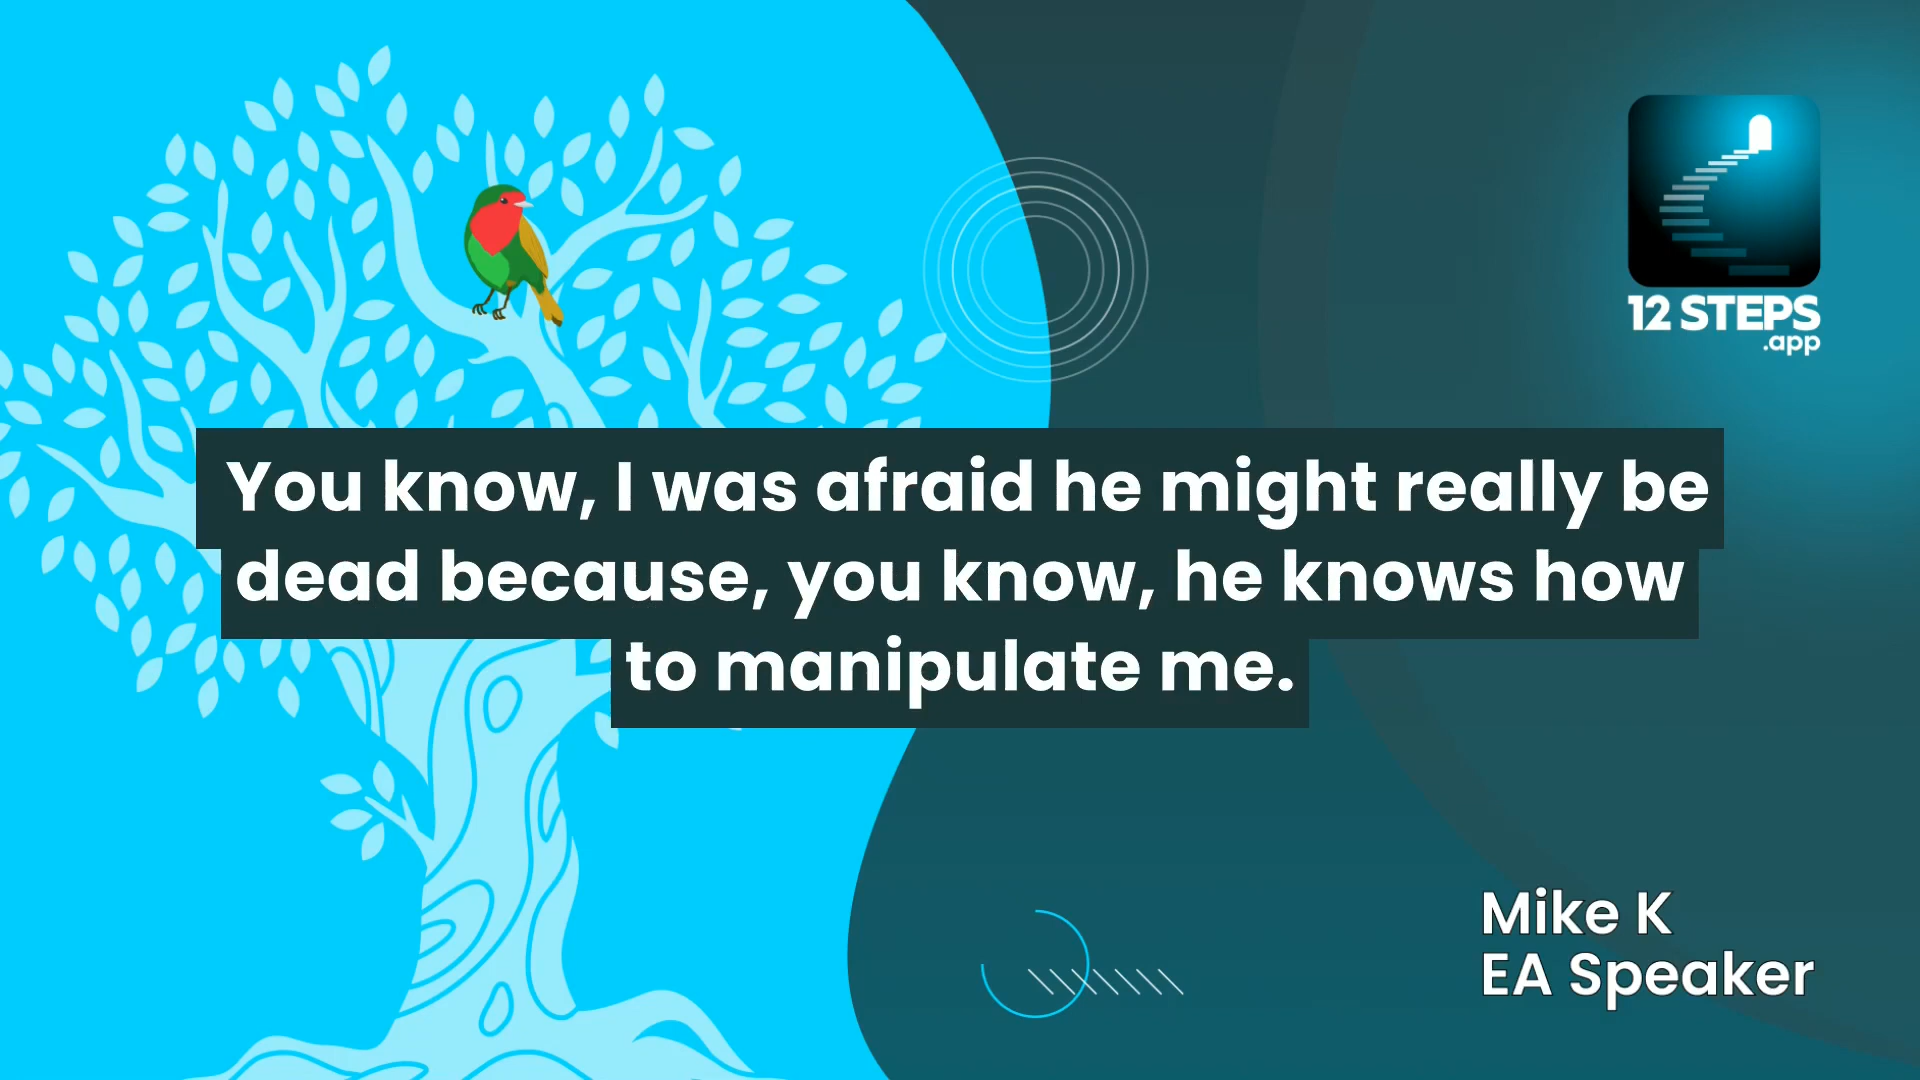 12 STEPS
.app
You know, I was afraid he might really be
dead because, you know, he knows how
to manipulate me.
Mike K
EA Speaker